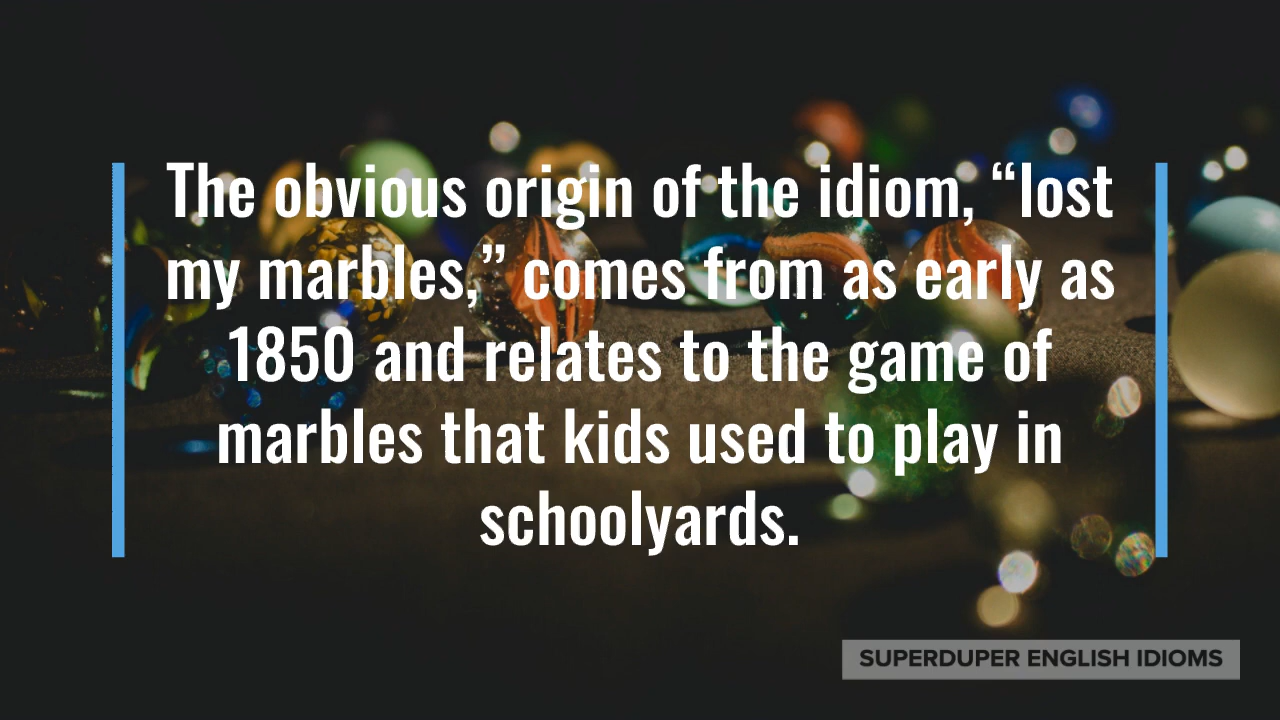 The obvious origin of the idiom, “lost
my marbles,” comes from as early as
1850 and relates to the game of
marbles that kids used to play in
schoolyards.
SUPERDUPER ENGLISH IDIOMS